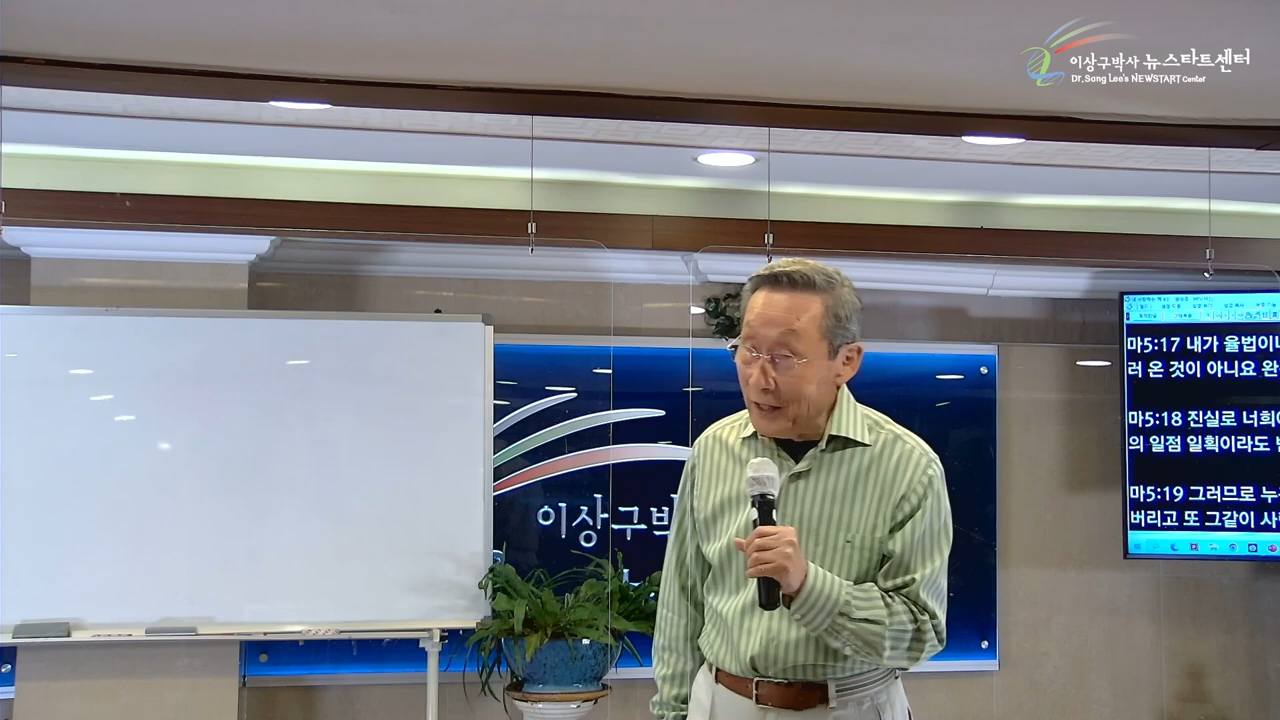 이상구박사 뉴스타트센터
Dr.Sang Lee's NEWSTART Center
이상구박
마5:17 내가 율법이나
러 온 것이 아니요 완
마5:18 진실로 너희
의 일점 일획이라도
마5:19 그러므로 누
버리고 또 그같이 사